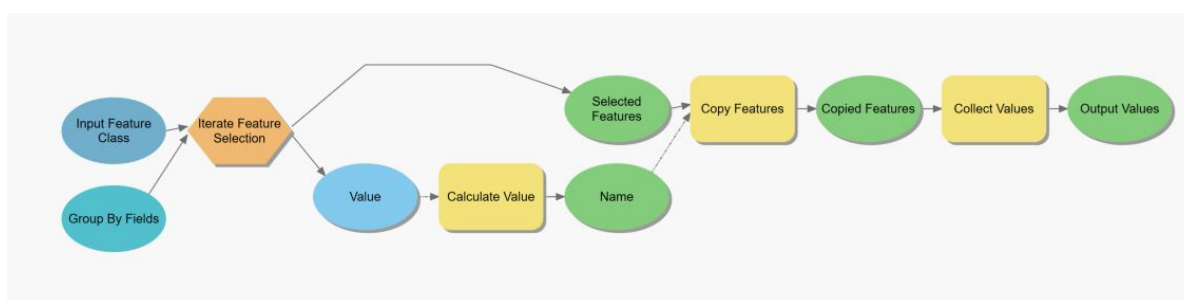 Input Feature
Class
Group By Fields
Iterate Feature
Selection
Value
Calculate Value
Selected
Features
Name
Copy Features
Copied Features
Collect Values
Output Values